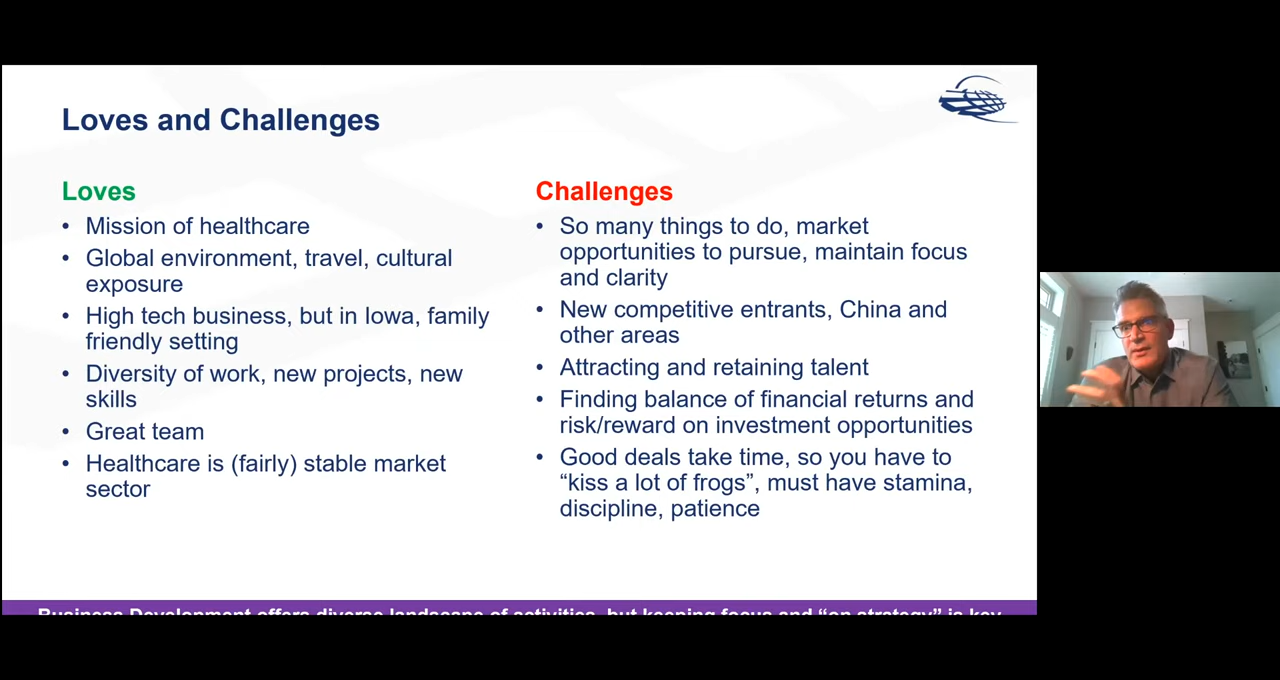 Loves and Challenges
Loves
• Mission of healthcare
• Global environment, travel, cultural
exposure
• High tech business, but in Iowa, family
friendly setting
• Diversity of work, new projects, new
skills
• Great team
• Healthcare is (fairly) stable market
sector
Challenges
• So many things to do, market
opportunities to pursue, maintain focus
and clarity
• New competitive entrants, China and
other areas
• Attracting and retaining talent
• Finding balance of financial returns and
risk/reward on investment opportunities
• Good deals take time, so you have to
“kiss a lot of frogs”, must have stamina,
discipline, patience
Business Development offers diverse landscape of activities, but keeping focus and “on strategy” is key